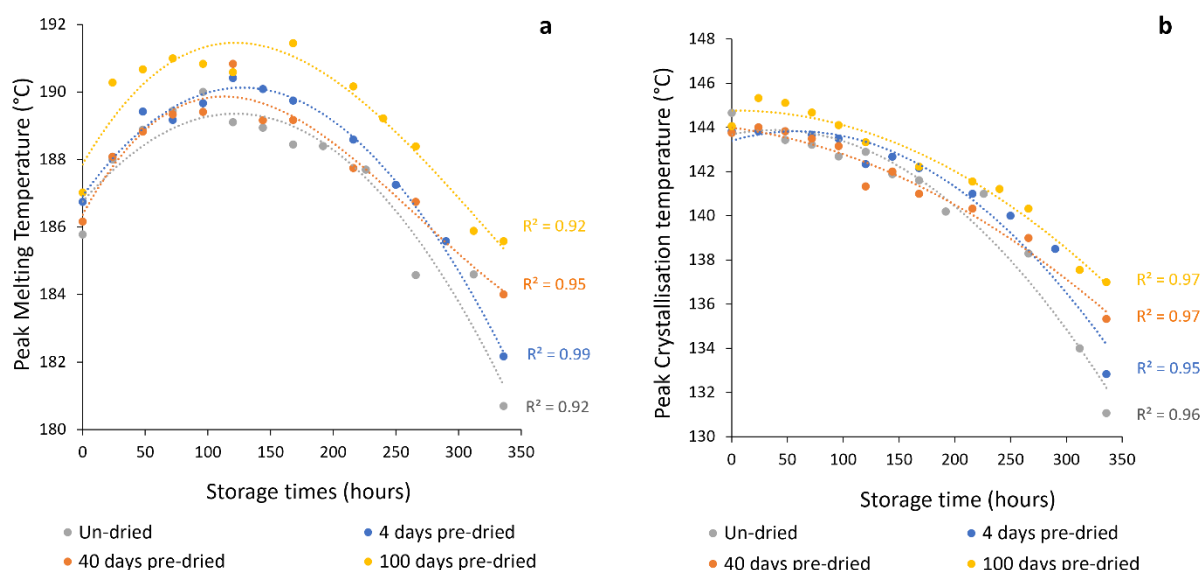 a
Peak Melting Temperature (°C)
192
190
188
186
184
182
180
0
50
100
150
200
250
300
350
R² = 0.92
R² = 0.95
R² = 0.99
R² = 0.92
Storage times (hours)
Un-dried
4 days pre-dried
40 days pre-dried
100 days pre-dried
b
Peak Crystallisation temperature (°C)
148
146
144
142
140
138
136
134
132
130
0
50
100
150
200
250
300
350
R² = 0.97
R² = 0.97
R² = 0.95
R² = 0.96
Storage time (hours)
Un-dried
4 days pre-dried
40 days pre-dried
100 days pre-dried